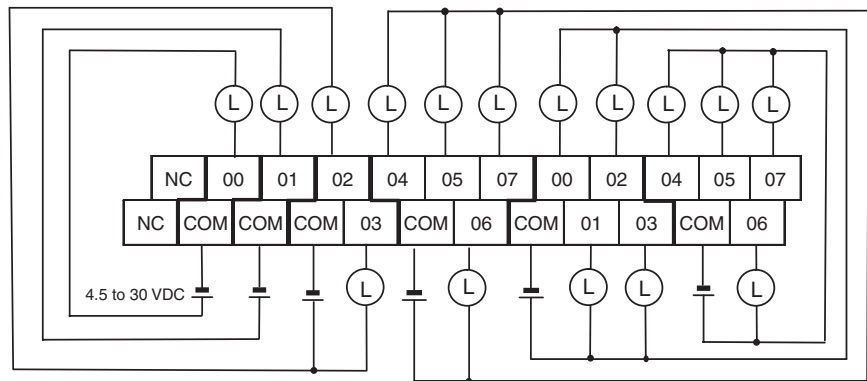 L L L L L L L L L L L
NC 00 01 02 04 05 07 00 02 04 05 07
NC COM COM COM 03 COM 06 COM 01 03 COM 06
4.5 to 30 VDC L L L L L